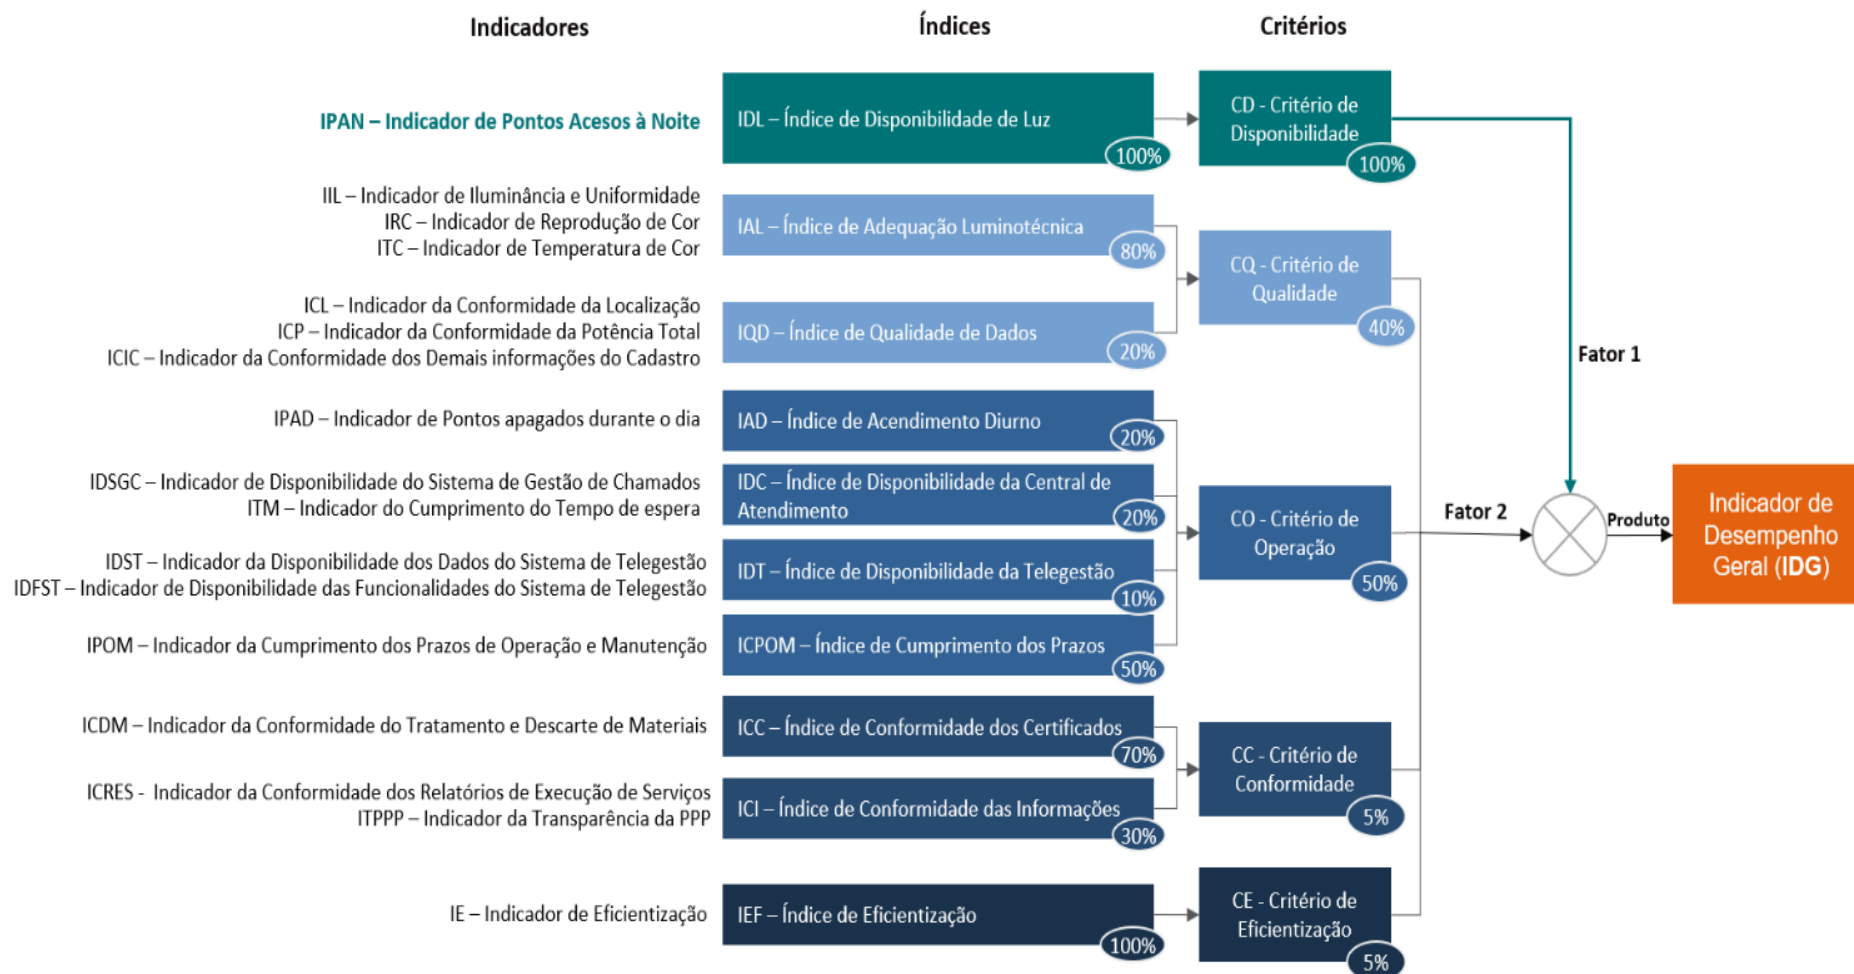 Indicadores
Índices
Critérios
IPAN – Indicador de Pontos Acesos à Noite
IDL – Índice de Disponibilidade de Luz
100%
CD - Critério de
Disponibilidade
100%
IIL – Indicador de Iluminância e Uniformidade
IRC – Indicador de Reprodução de Cor
ITC – Indicador de Temperatura de Cor
IAL – Índice de Adequação Luminotécnica
80%
ICL – Indicador da Conformidade da Localização
ICP – Indicador da Conformidade da Potência Total
ICIC – Indicador da Conformidade dos Demais informações do Cadastro
IQD – Índice de Qualidade de Dados
20%
CQ - Critério de
Qualidade
40%
Fator 1
IPAD – Indicador de Pontos apagados durante o dia
IAD – Índice de Acendimento Diurno
20%
IDSGC – Indicador de Disponibilidade do Sistema de Gestão de Chamados
ITM – Indicador do Cumprimento do Tempo de espera
IDC – Índice de Disponibilidade da Central de
Atendimento
20%
IDST – Indicador da Disponibilidade dos Dados do Sistema de Telegestão
IDFST – Indicador de Disponibilidade das Funcionalidades do Sistema de Telegestão
IDT – Índice de Disponibilidade da Telegestão
10%
IPOM – Indicador da Cumprimento dos Prazos de Operação e Manutenção
ICPOM – Índice de Cumprimento dos Prazos
50%
CO - Critério de
Operação
50%
Fator 2
Produto
Indicador de
Desempenho
Geral (IDG)
ICDM – Indicador da Conformidade do Tratamento e Descarte de Materiais
ICC – Índice de Conformidade dos Certificados
70%
ICRES - Indicador da Conformidade dos Relatórios de Execução de Serviços
ITPPP – Indicador da Transparência da PPP
ICI – Índice de Conformidade das Informações
30%
CC - Critério de
Conformidade
5%
IE – Indicador de Eficientização
IEF – Índice de Eficientização
100%
CE - Critério de
Eficientização
5%